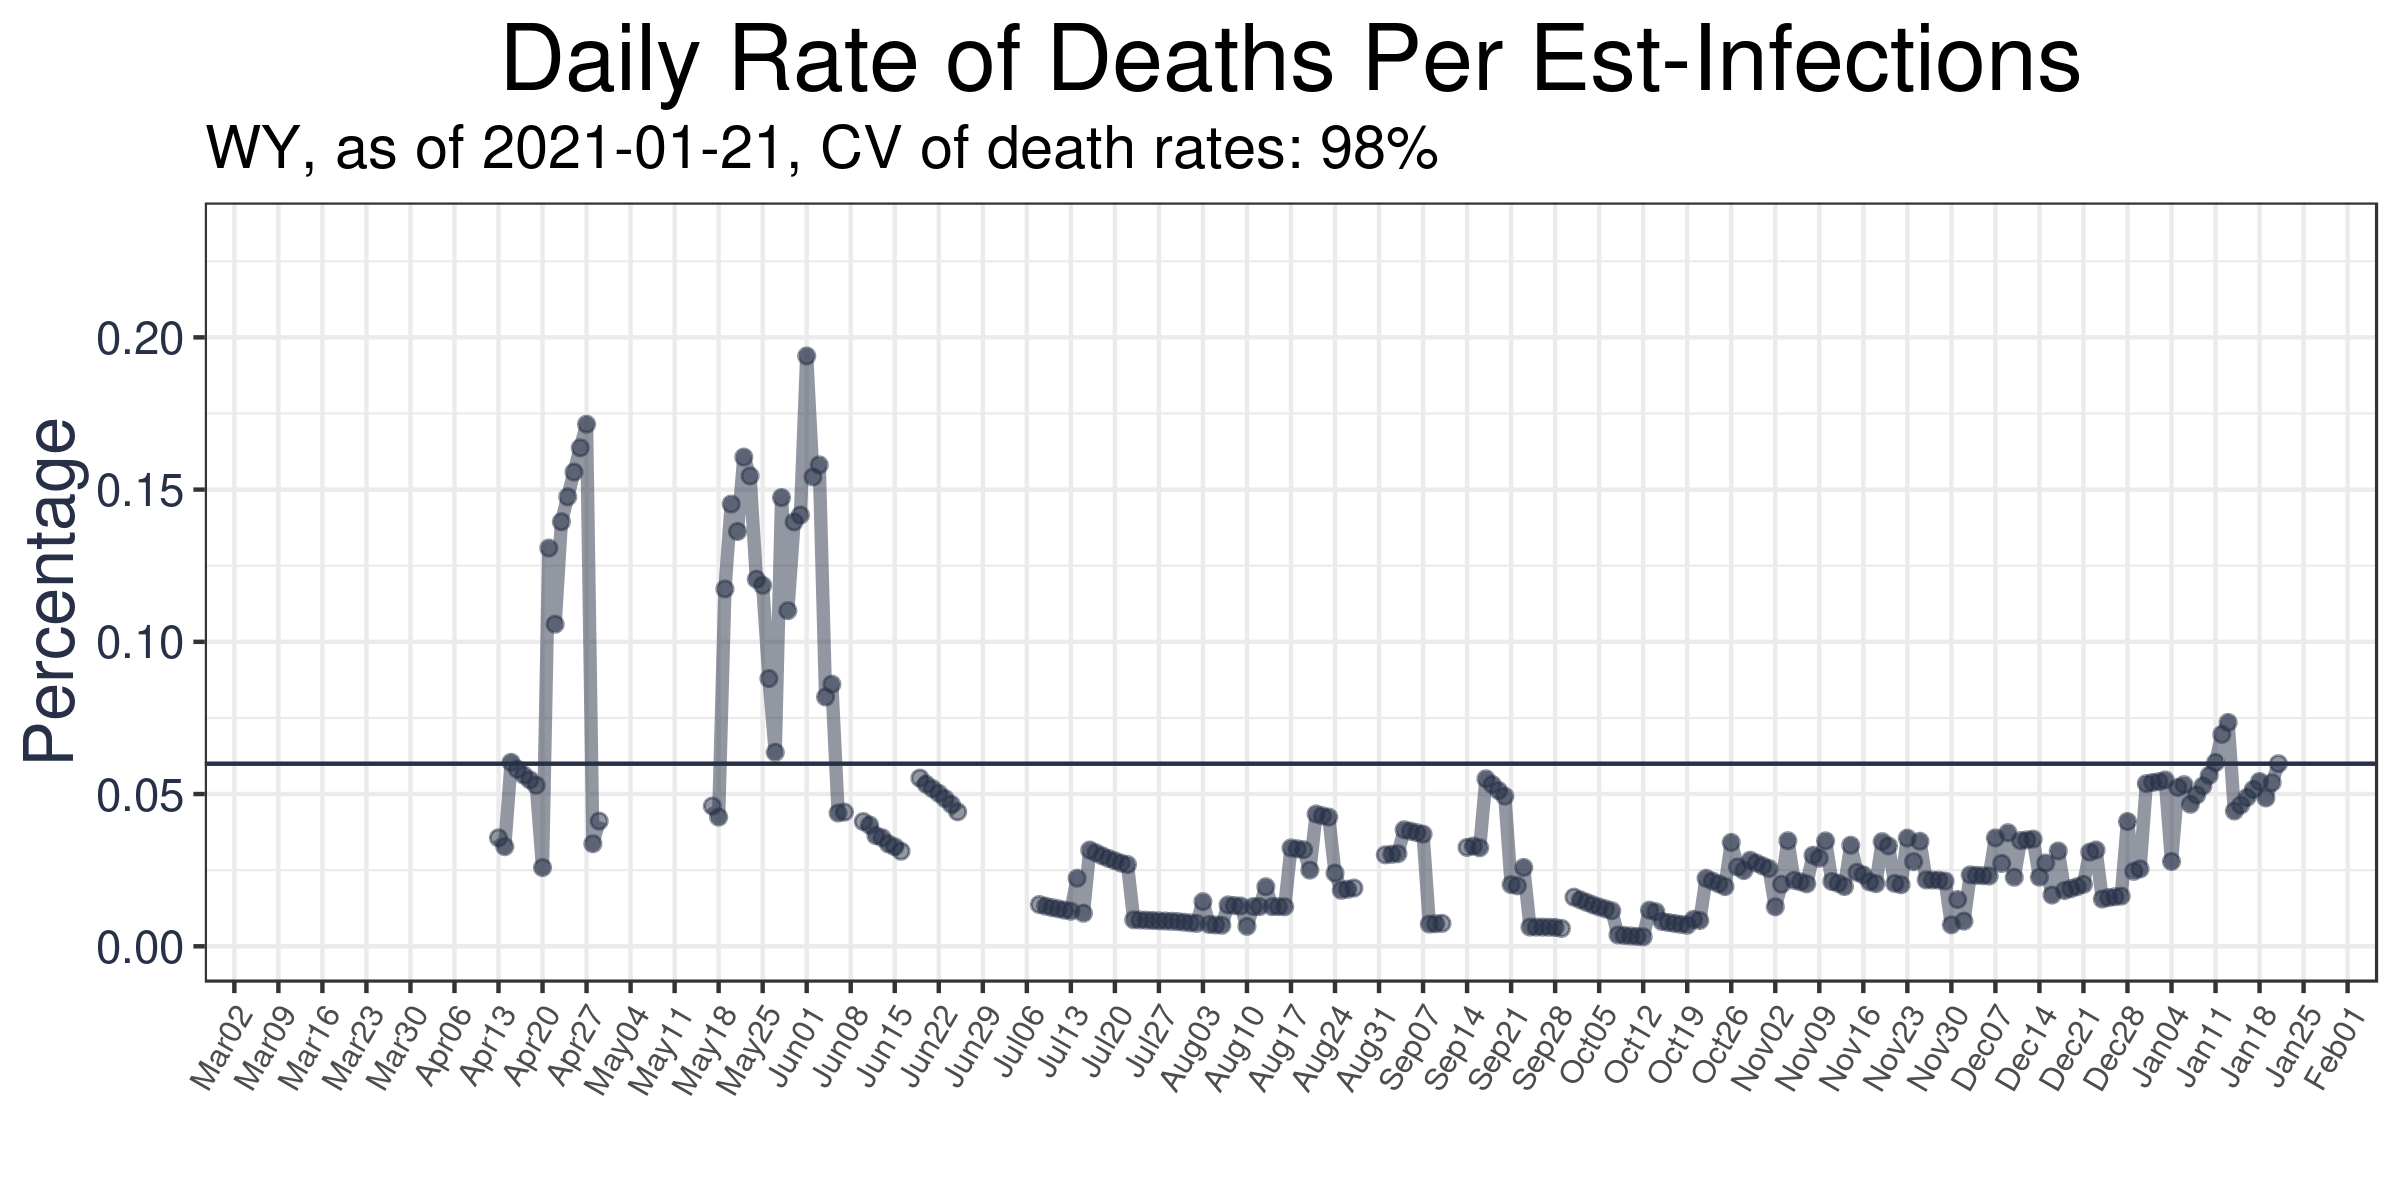 Daily Rate of Deaths Per Est-Infections
WY, as of 2021-01-21, CV of death rates: 98%
Percentage
0.20
0.15
0.10
0.05
0.00
Mar02 Mar09 Mar16 Mar23 Mar30 Apr06 Apr13 Apr20 Apr27 May04 May11 May18 May25 Jun01 Jun08 Jun15 Jun22 Jun29 Jul06 Jul13 Jul20 Jul27 Aug03 Aug10 Aug17 Aug24 Aug31 Sep07 Sep14 Sep21 Sep28 Oct05 Oct12 Oct19 Oct26 Nov02 Nov09 Nov16 Nov23 Nov30 Dec07 Dec14 Dec21 Dec28 Jan04 Jan11 Jan18 Jan25 Feb01